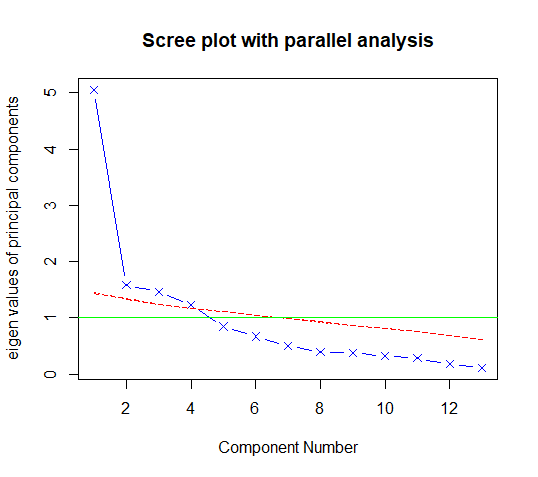 Scree plot with parallel analysis
eigen values of principal components
5
4
3
2
1
0
2 4 6 8 10 12
Component Number